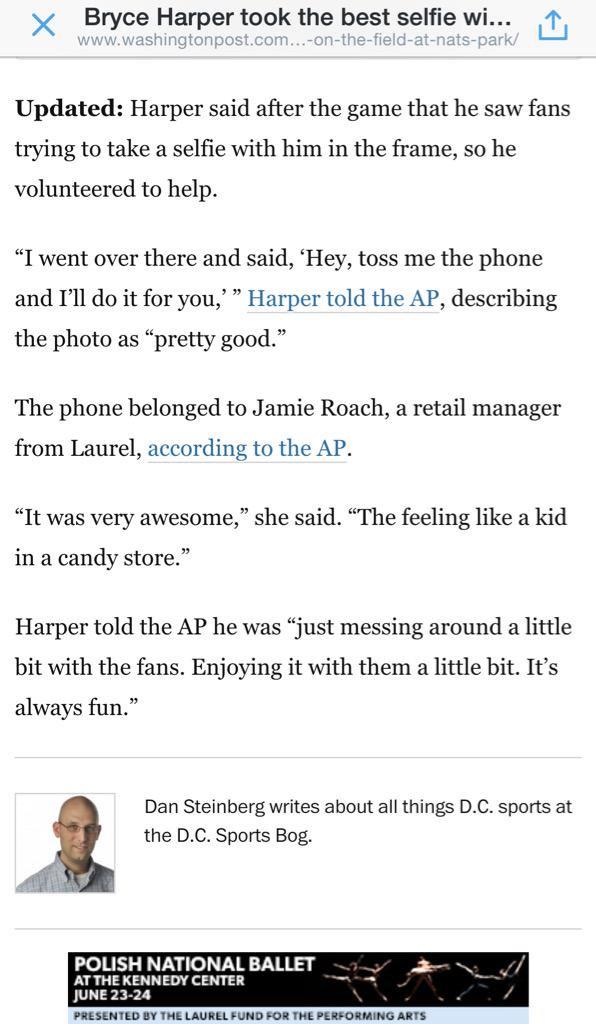 Bryce Harper took the best selfie wi...
www.washingtonpost.com...-on-the-field-at-nats-park/
Updated: Harper said after the game that he saw fans
trying to take a selfie with him in the frame, so he
volunteered to help.
“I went over there and said, ‘Hey, toss me the phone
and I’ll do it for you,’ ” Harper told the AP, describing
the photo as “pretty good.”
The phone belonged to Jamie Roach, a retail manager
from Laurel, according to the AP.
“It was very awesome,” she said. “The feeling like a kid
in a candy store.”
Harper told the AP he was “just messing around a little
bit with the fans. Enjoying it with them a little bit. It’s
always fun.”
Dan Steinberg writes about all things D.C. sports at
the D.C. Sports Bog.
POLISH NATIONAL BALLET
AT THE KENNEDY CENTER
JUNE 23-24
PRESENTED BY THE LAUREL FUND FOR THE PERFORMING ARTS